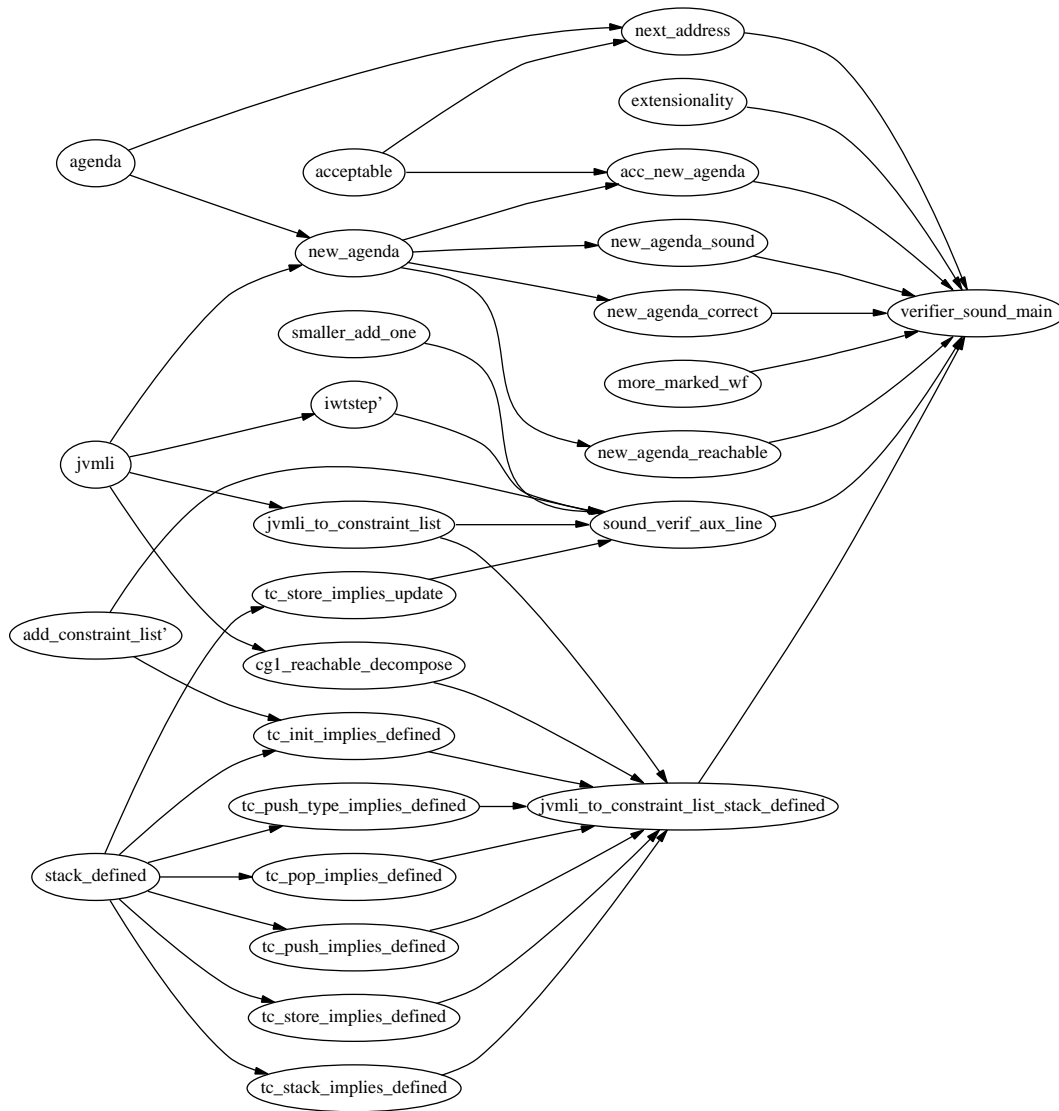 next_address
extensionality
agenda
acceptable
acc_new_agenda
new_agenda
new_agenda_sound
new_agenda_correct
verifier_sound_main
smaller_add_one
more_marked_wf
iwtstep’
new_agenda_reachable
jvmli
jvmli_to_constraint_list
sound_verif_aux_line
tc_store_implies_update
add_constraint_list’
cg1_reachable_decompose
tc_init_implies_defined
tc_push_type_implies_defined
jvmli_to_constraint_list_stack_defined
stack_defined
tc_pop_implies_defined
tc_push_implies_defined
tc_store_implies_defined
tc_stack_implies_defined